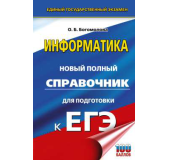 ЕДИНЫЙ ГОСУДАРСТВЕННЫЙ ЭКЗАМЕН
О. В. Богомолова
ИНФОРМАТИКА
НОВЫЙ ПОЛНЫЙ
СПРАВОЧНИК
ДЛЯ ПОДГОТОВКИ
К ЕГЭ
100
БАЛЛОВ